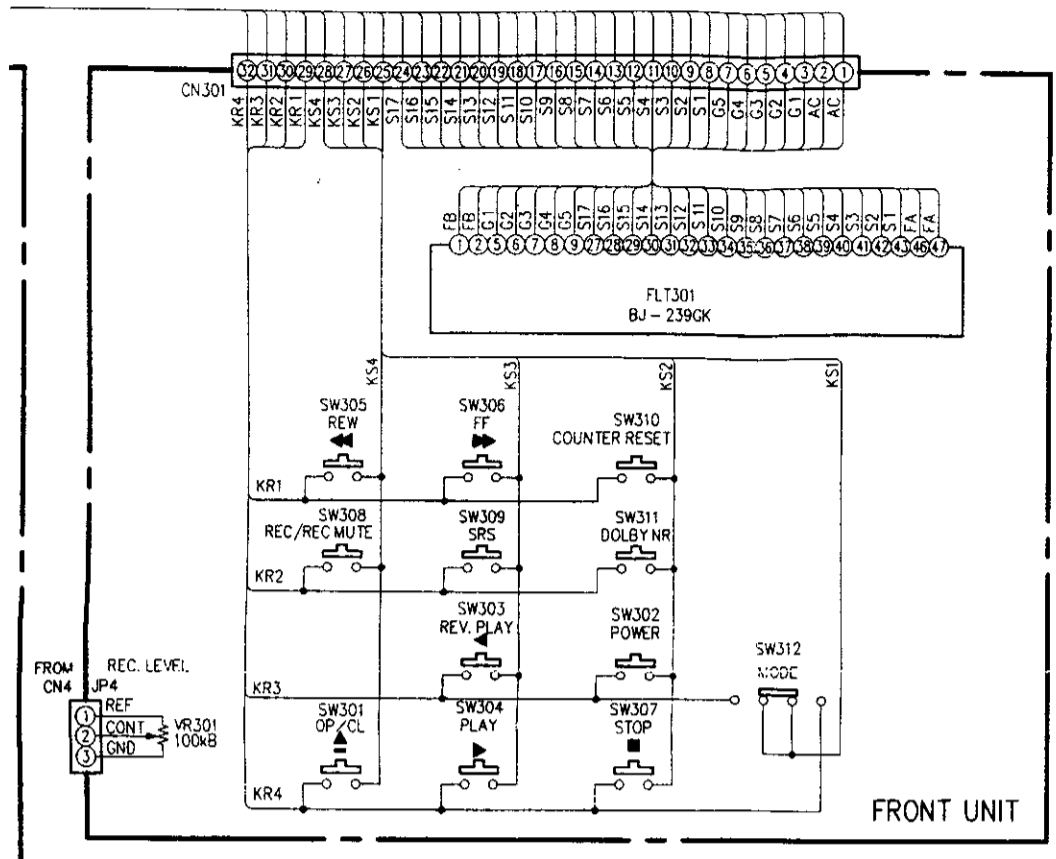 32 31 30 29 28 27 26 25 24 23 22 21 20 19 18 17 16 15 14 13 12 11 10 9 8 7 6 5 4 3 2 1
CN301
KR4 KR3 KR2 KR1 KS4 KS3 KS2 KS1 S17 S16 S15 S14 S13 S12 S11 S10 S9 S8 S7 S6 S5 S4 S3 S2 S1 G5 G4 G3 G2 G1 AC AC
FB FB G1 G2 G3 G4 G5 S17 S16 S15 S14 S13 S12 S11 S10 S9 S8 S7 S6 S5 S4 S3 S2 S1 FA FA
1 2 5 6 7 8 9 27 28 29 30 31 32 33 34 35 36 37 38 39 40 41 42 43 46 47
FLT301
BJ-239GK
KS4 KS3 KS2 KS1
SW305
REW
SW306
FF
SW310
COUNTER RESET
KR1
SW308
REC/REC MUTE
SW309
SRS
SW311
DOLBY NR
KR2
SW303
REV. PLAY
SW302
POWER
SW312
MODE
KR3
FROM CN4
JP4
REC. LEVEL
1 REF
2 CONT
3 GND
VR301
100kB
SW301
OP/CL
SW304
PLAY
SW307
STOP
KR4
FRONT UNIT